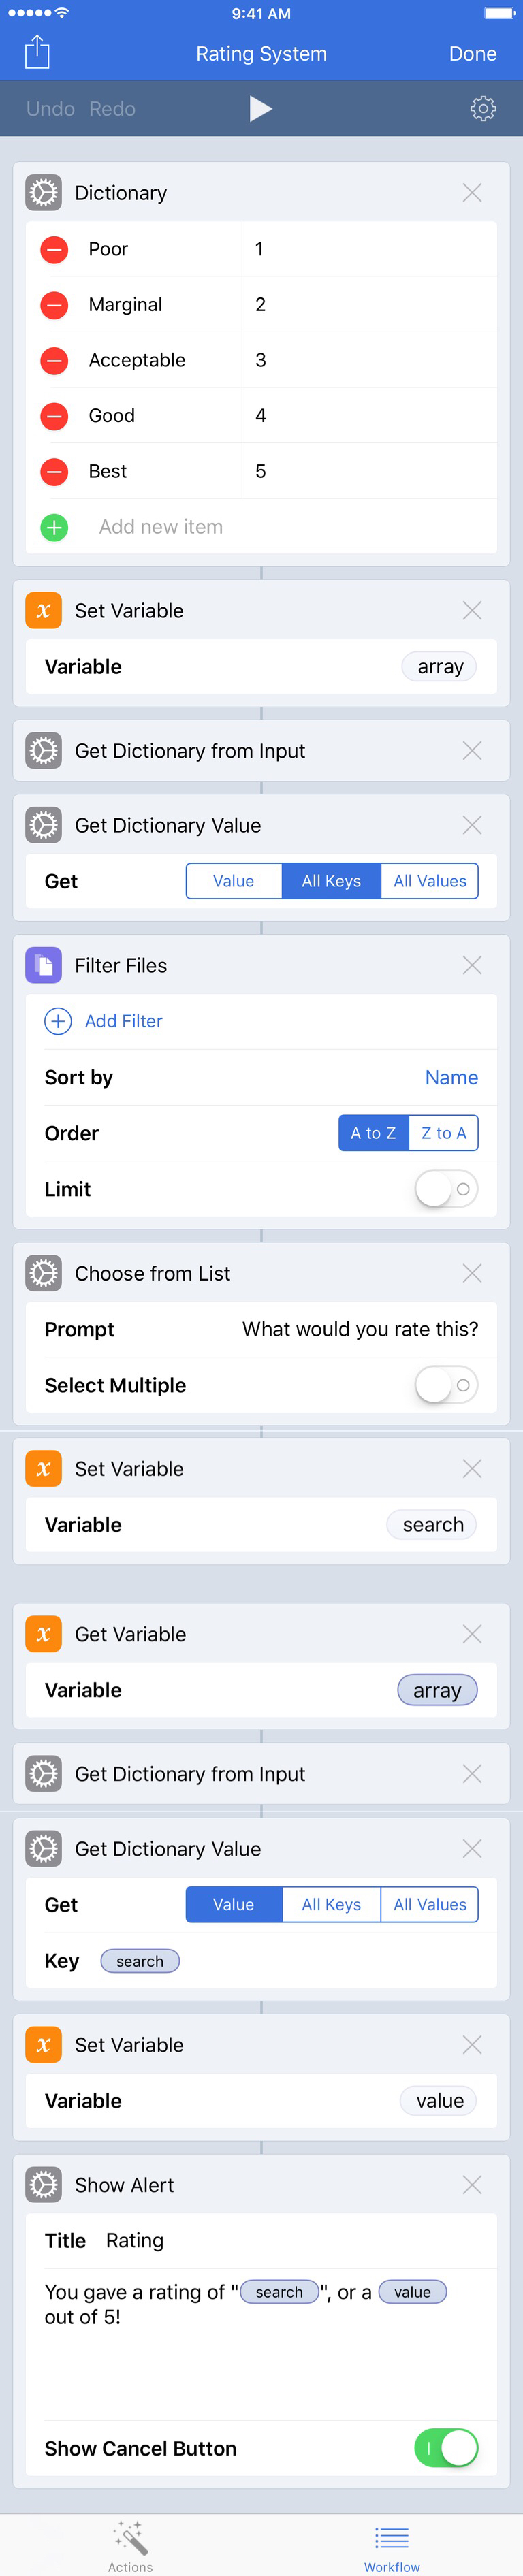 9:41 AM
Rating System
Done
Undo Redo
Dictionary
Poor 1
Marginal 2
Acceptable 3
Good 4
Best 5
Add new item
x Set Variable
Variable array
Get Dictionary from Input
Get Dictionary Value
Get Value All Keys All Values
Filter Files
Add Filter
Sort by Name
Order A to Z Z to A
Limit
Choose from List
Prompt What would you rate this?
Select Multiple
x Set Variable
Variable search
x Get Variable
Variable array
Get Dictionary from Input
Get Dictionary Value
Get Value All Keys All Values
Key search
x Set Variable
Variable value
Show Alert
Title Rating
You gave a rating of "search", or a value
out of 5!
Show Cancel Button
Actions Workflow